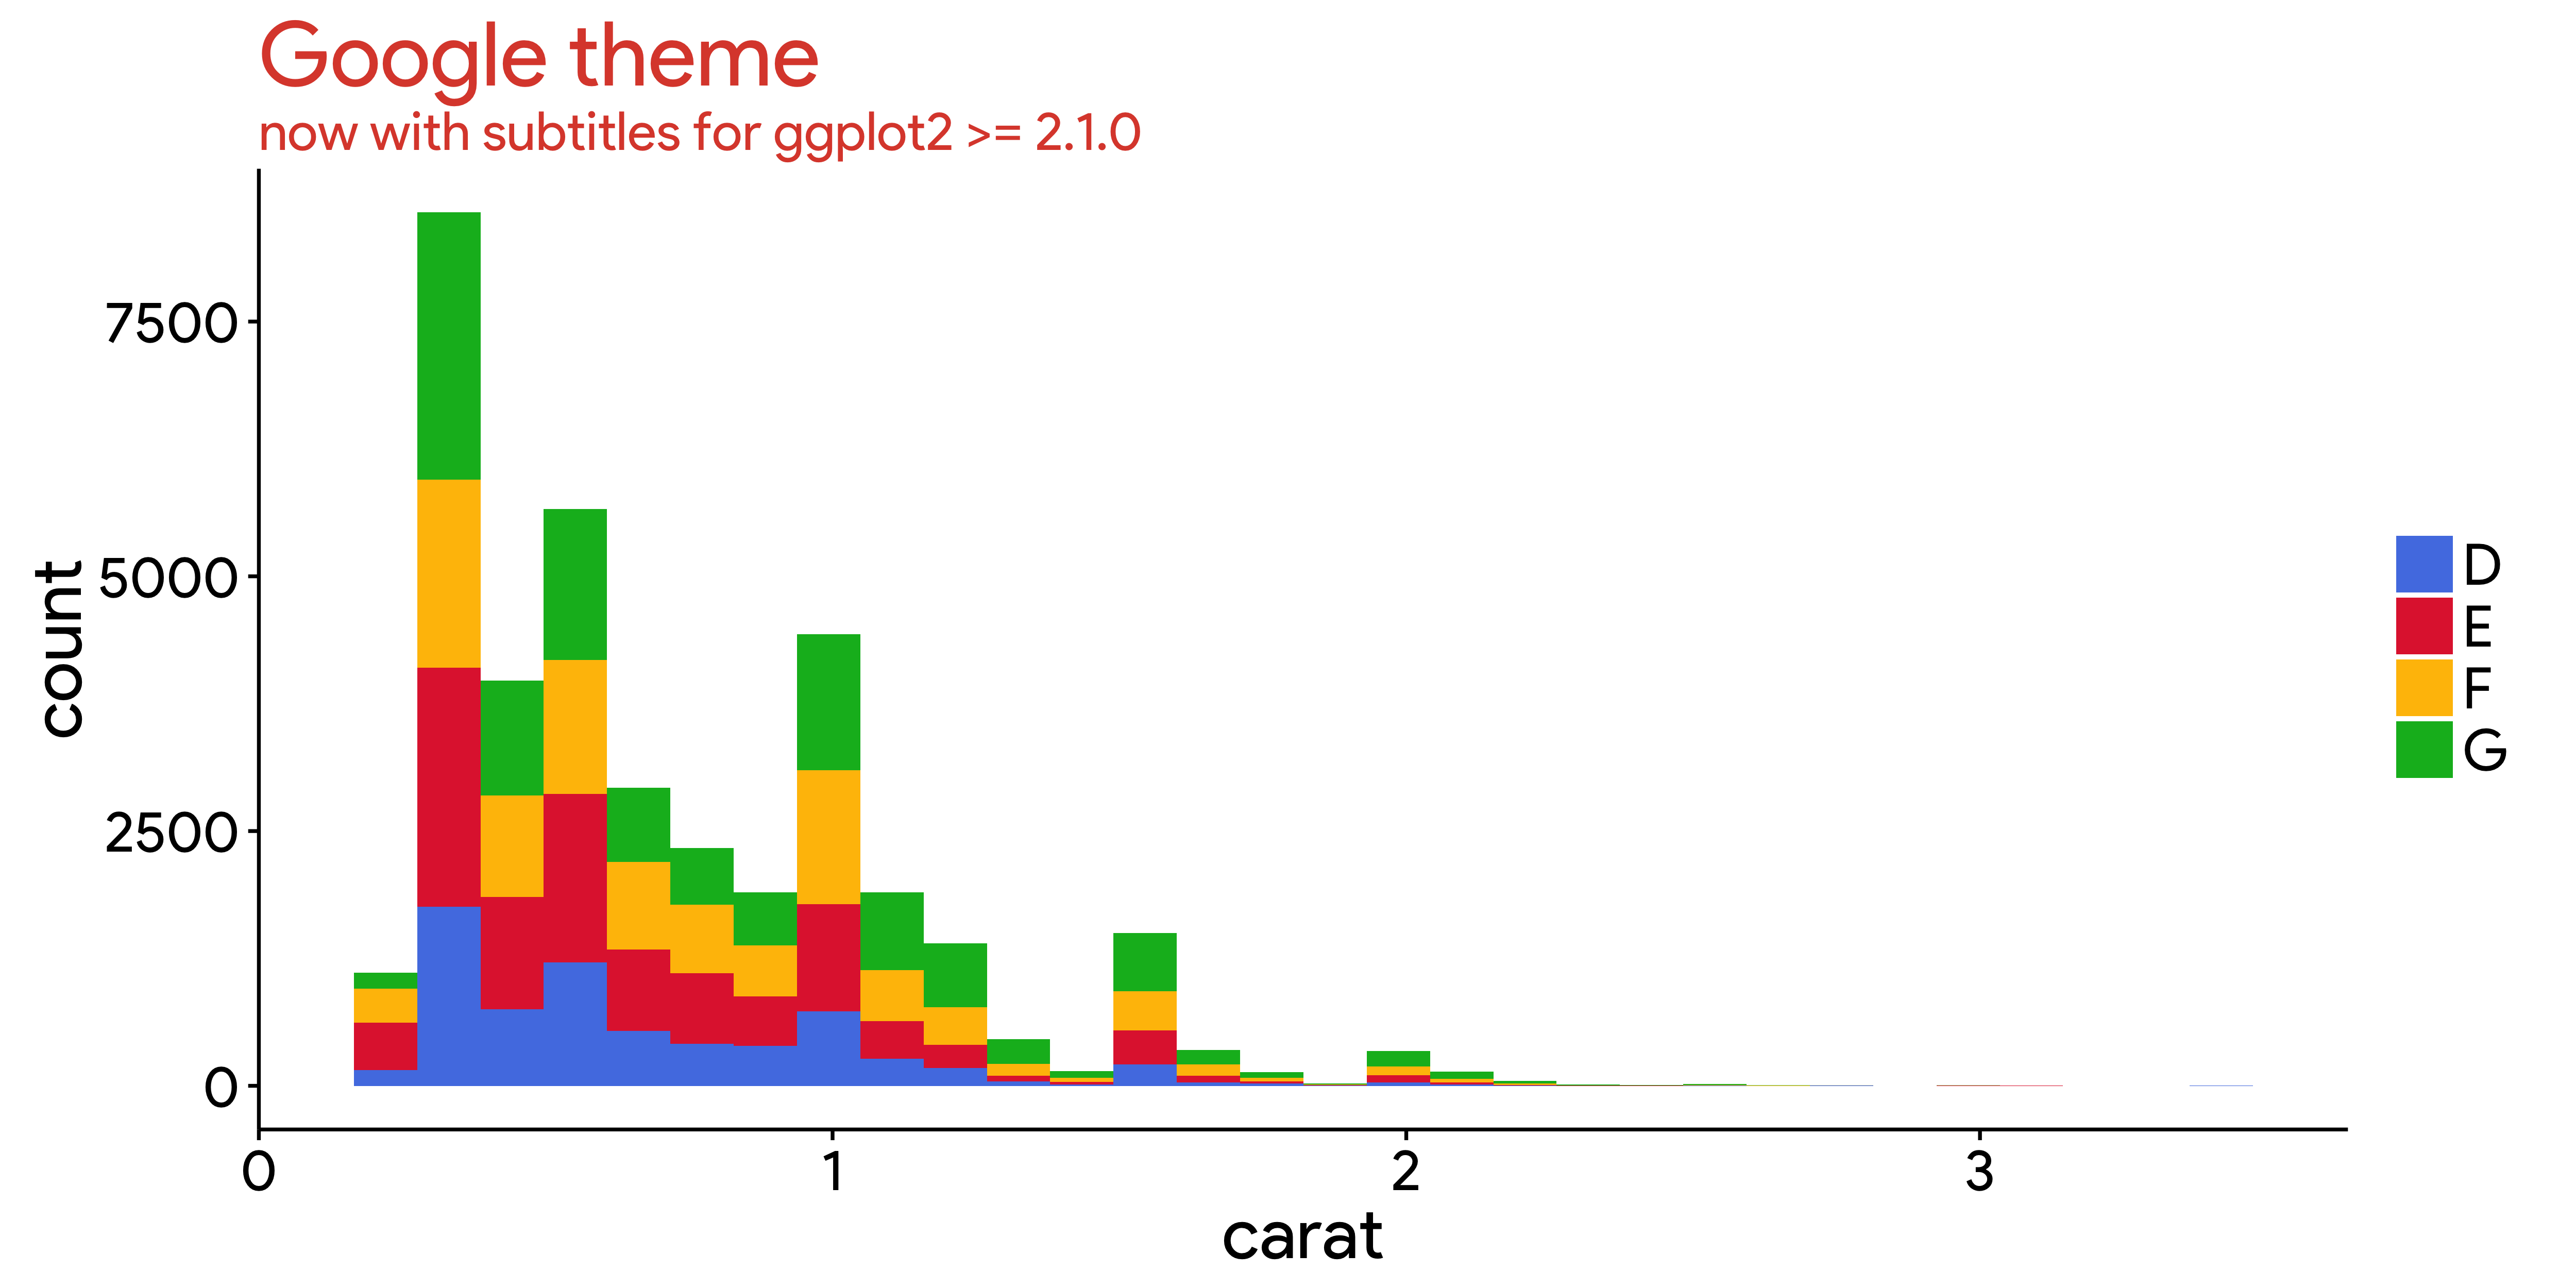 Google theme
now with subtitles for ggplot2 >= 2.1.0
7500
5000
2500
0
count
0 1 2 3
carat
D
E
F
G